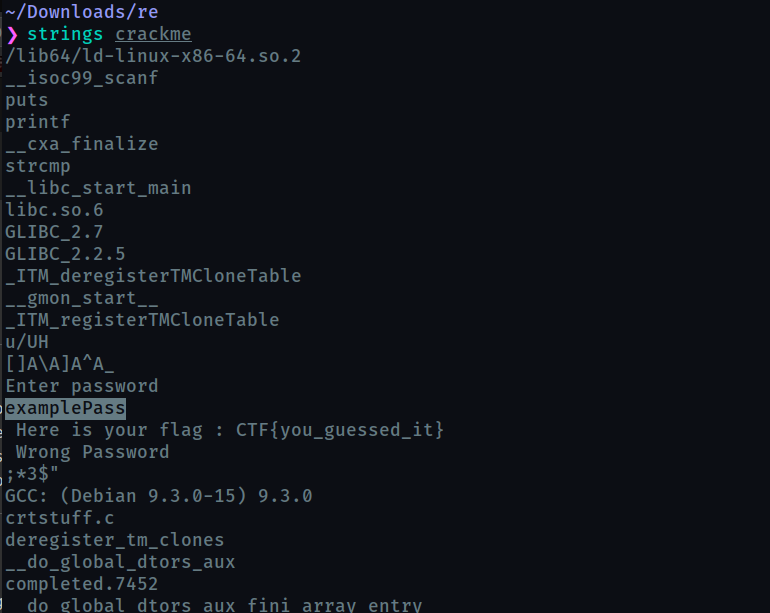 ~/Downloads/re
❯ strings crackme
/lib64/ld-linux-x86-64.so.2
__isoc99_scanf
puts
printf
__cxa_finalize
strcmp
__libc_start_main
libc.so.6
GLIBC_2.7
GLIBC_2.2.5
_ITM_deregisterTMCloneTable
__gmon_start__
_ITM_registerTMCloneTable
u/UH
[]A\A]A^A_
Enter password
examplePass
 Here is your flag : CTF{you_guessed_it}
 Wrong Password
;*3$"
GCC: (Debian 9.3.0-15) 9.3.0
crtstuff.c
deregister_tm_clones
__do_global_dtors_aux
completed.7452
__do_global_dtors_aux_fini_array_entry